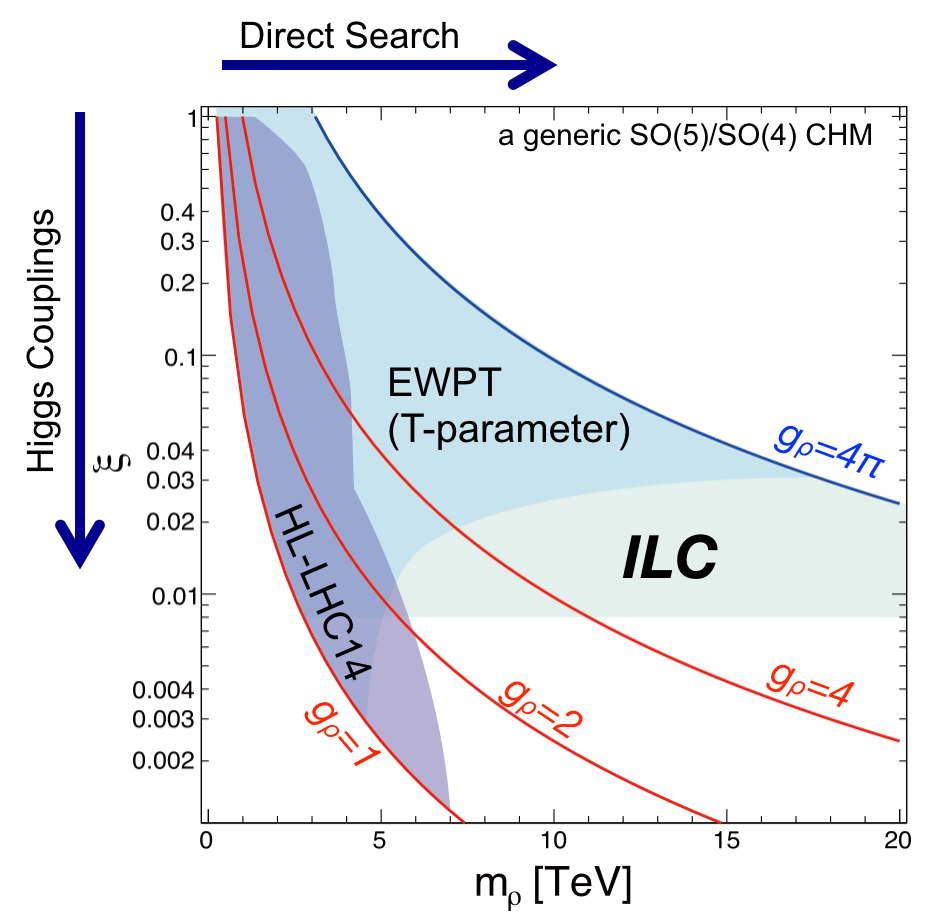 Direct Search
Higgs Couplings
a generic SO(5)/SO(4) CHM
1
0.4
0.3
0.2
0.1
0.04
0.03
0.02
0.01
0.004
0.003
0.002
ξ
EWPT
(T-parameter)
gρ=4π
ILC
HL-LHC14
gρ=1
gρ=2
gρ=4
0
5
10
15
20
mρ [TeV]